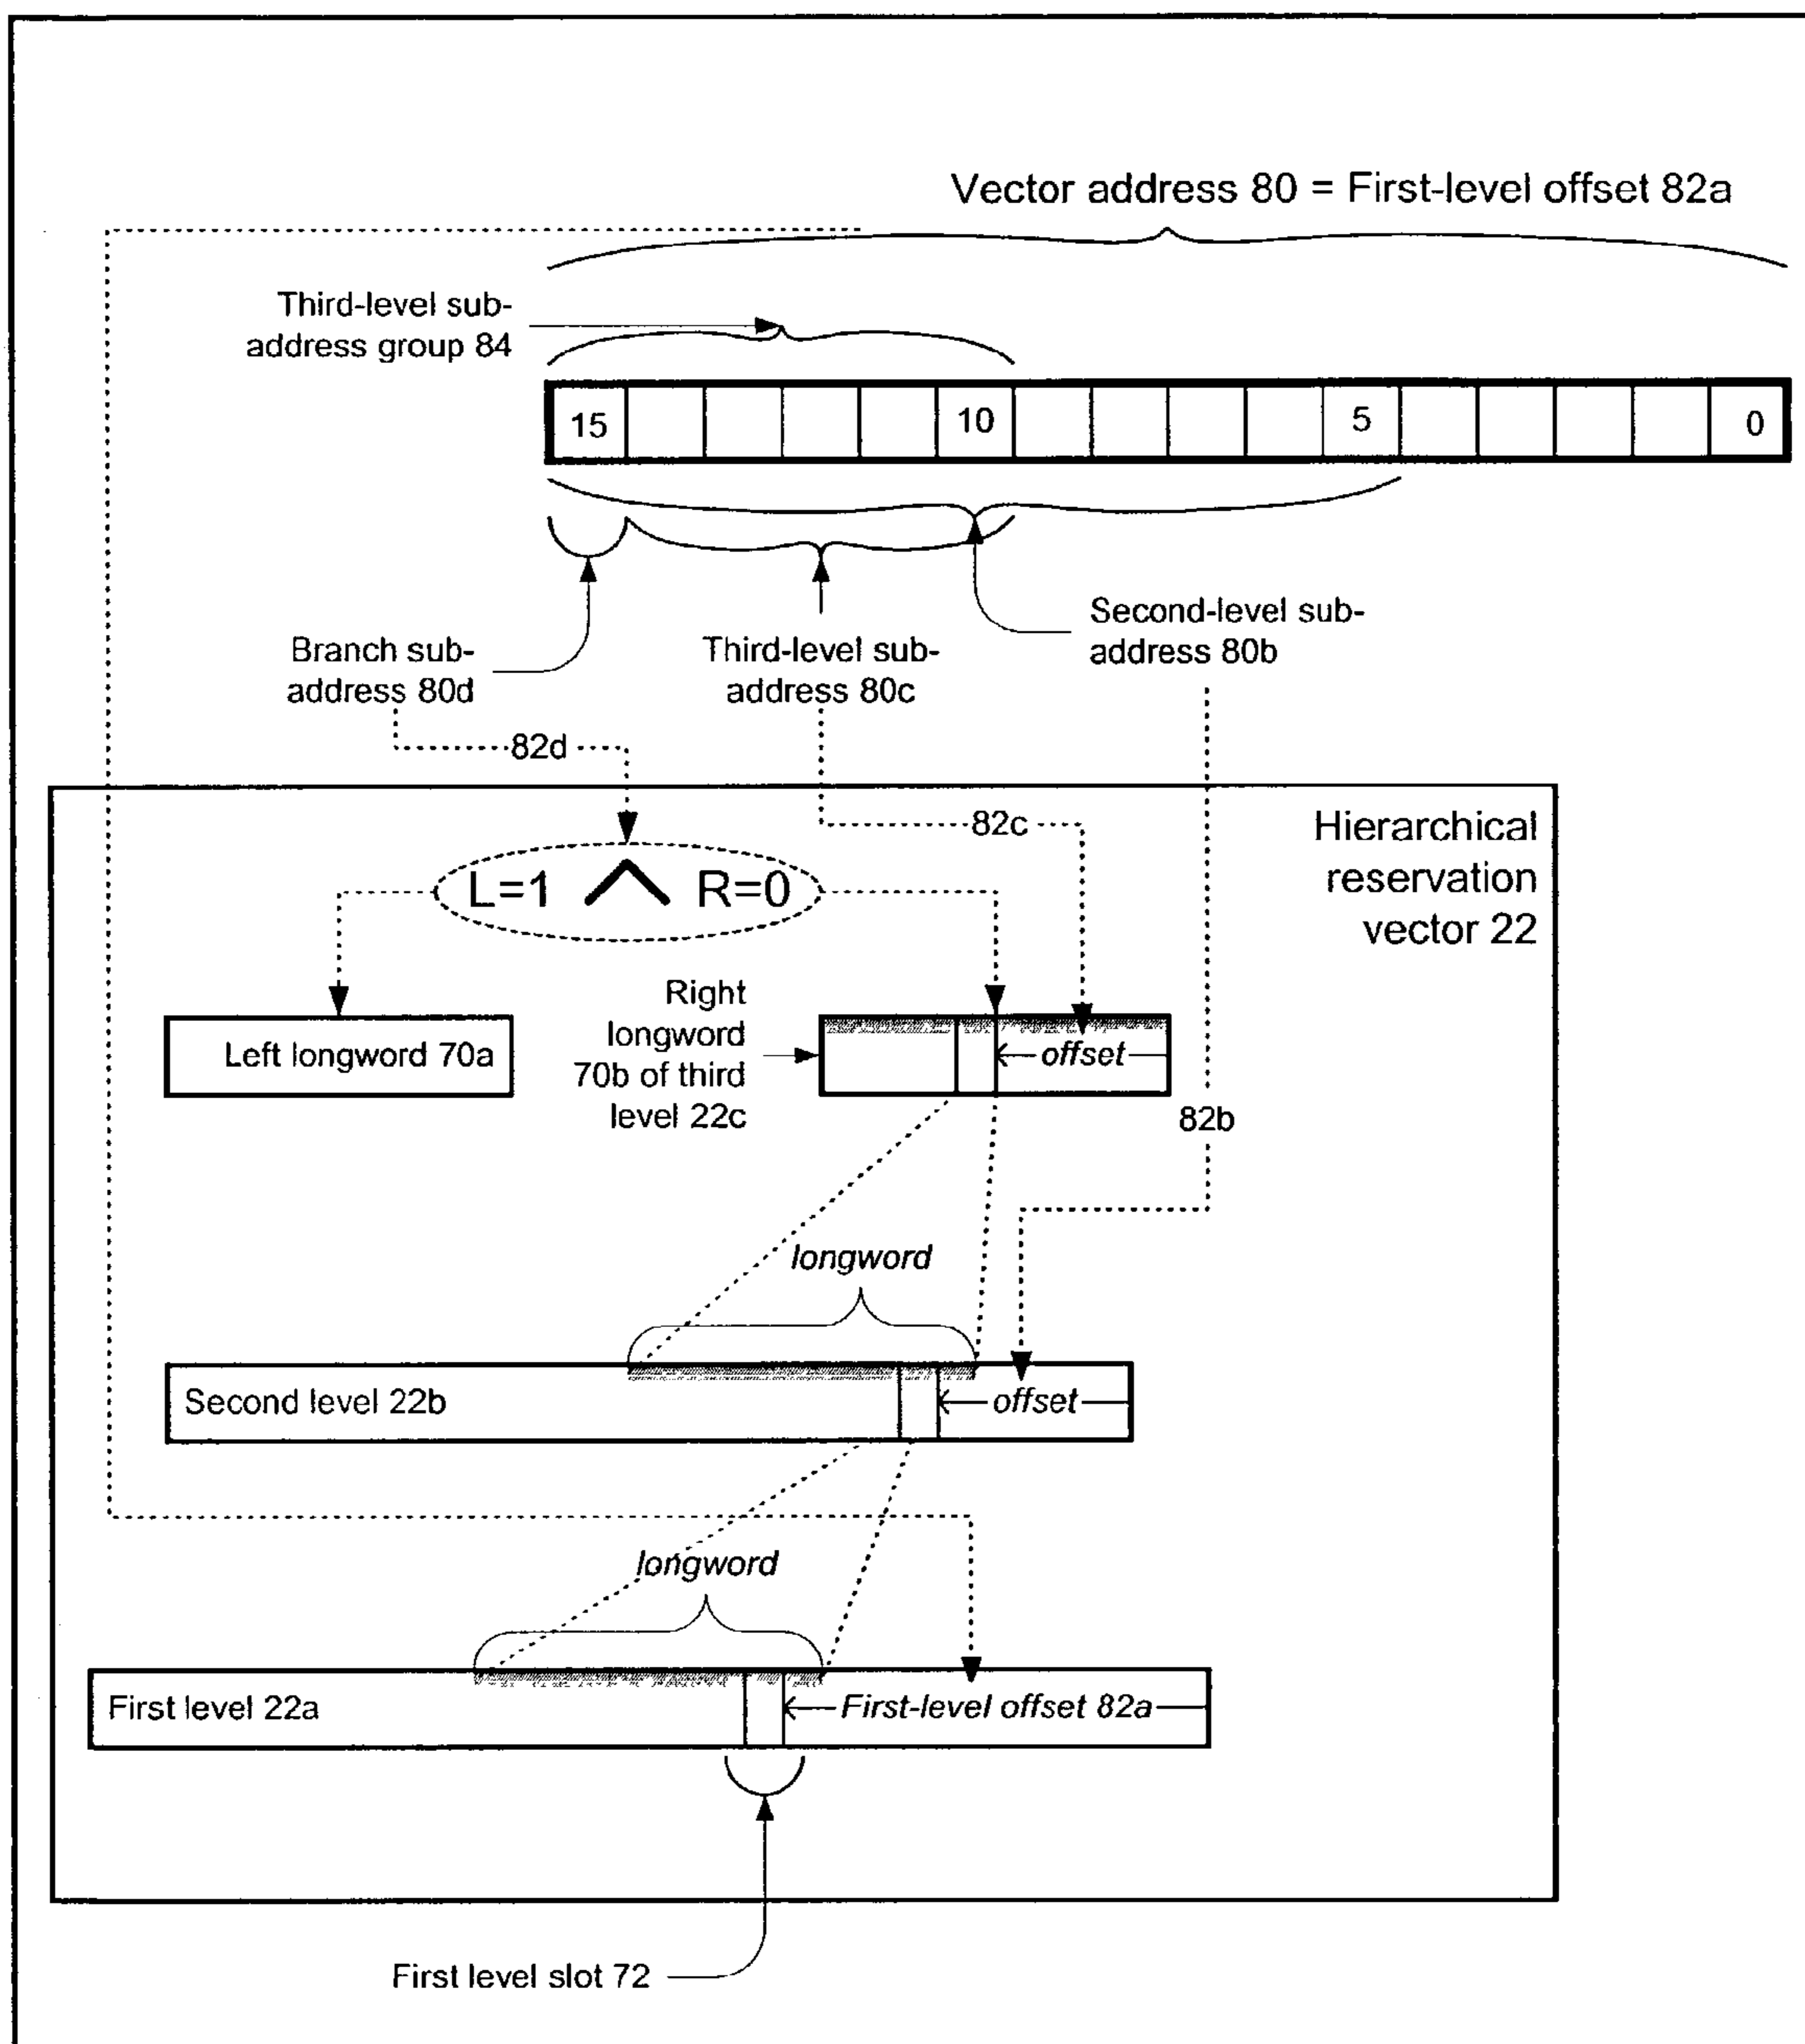 Vector address 80 = First-level offset 82a
Third-level sub-
address group 84
15 10 5 0
Branch sub-
address 80d
Third-level sub-
address 80c
Second-level sub-
address 80b
82d
82c
Hierarchical
reservation
vector 22
L=1 R=0
Left longword 70a
Right
longword
70b of third
level 22c
offset
82b
longword
Second level 22b
offset
longword
First level 22a
First-level offset 82a
First level slot 72